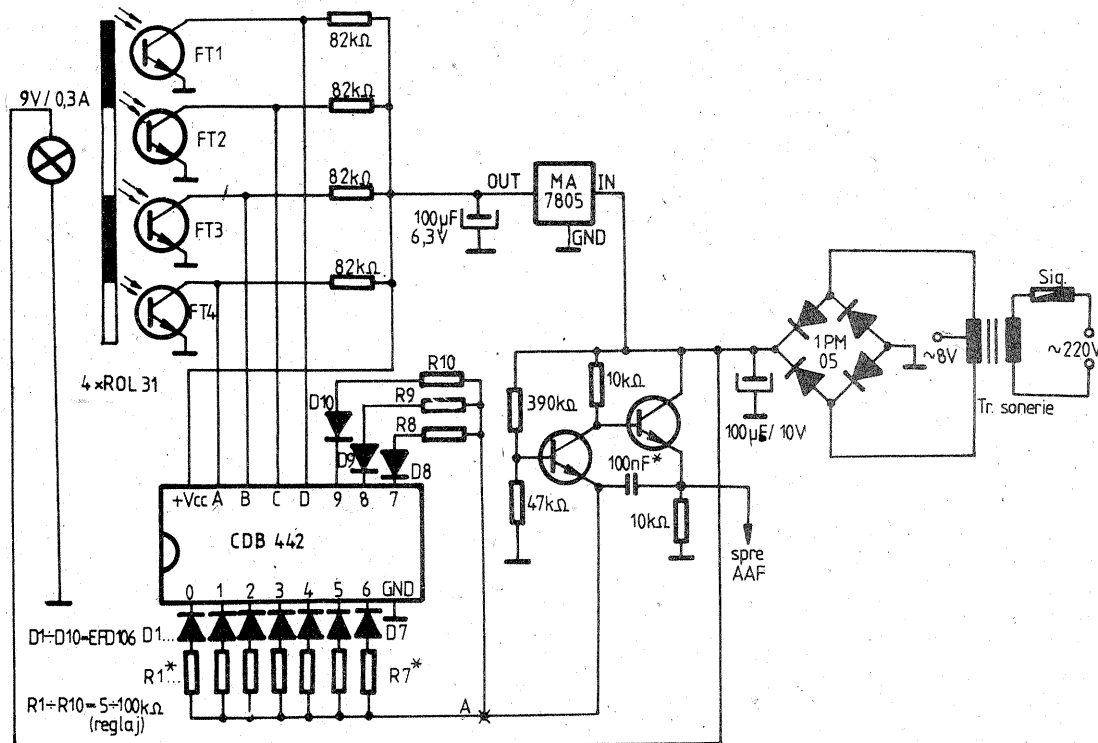 82kΩ
FT1
9V/0,3A
82kΩ
FT2
82kΩ
OUT
MA
7805
IN
100µF
6,3V
GND
FT3
82kΩ
FT4
4×ROL 31
Sig.
~8V
~220V
1PM
05
Tr. sonerie
100µF/10V
R10
R9
R8
D10
D9
D8
390kΩ
10kΩ
100nF*
47kΩ
10kΩ
spre
AAF
+Vcc A B C D 9 8 7
CDB 442
0 1 2 3 4 5 6 GND
D1÷D10=EFD106 D1...
D7
R1*...
R7*
R1÷R10=5÷100kΩ
(reglaj)
A